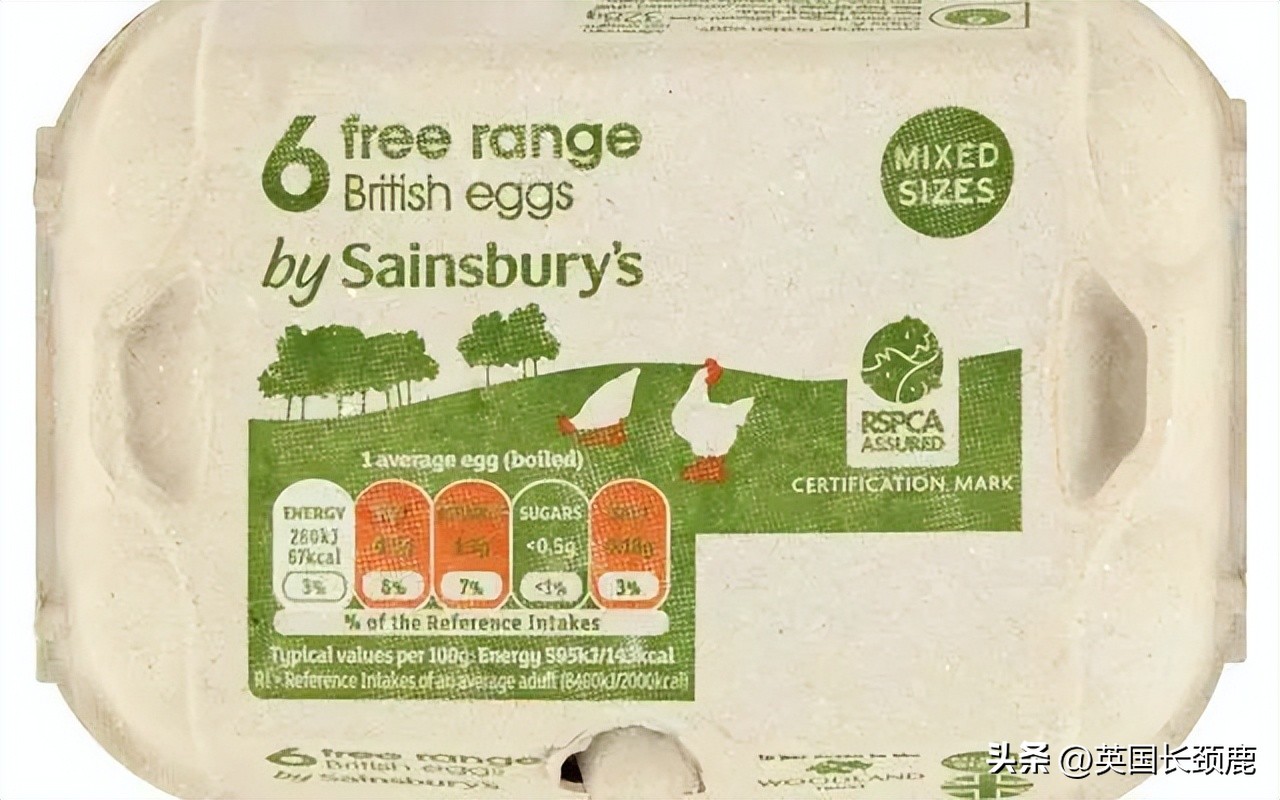 6 free range
British eggs
by Sainsbury's
MIXED
SIZES
RSPCA
ASSURED
CERTIFICATION MARK
1 average egg (boiled)
ENERGY
280kJ
67kcal
3%
6%
7%
SUGARS
<0.5g
<1%
3%
% of the Reference Intakes
Typical values per 100g: Energy 595kJ/143kcal
RI = Reference Intakes of an average adult (8400kJ/2000kcal)
6 free range
British eggs
by Sainsbury's
WOODLAND
头条 @英国长颈鹿